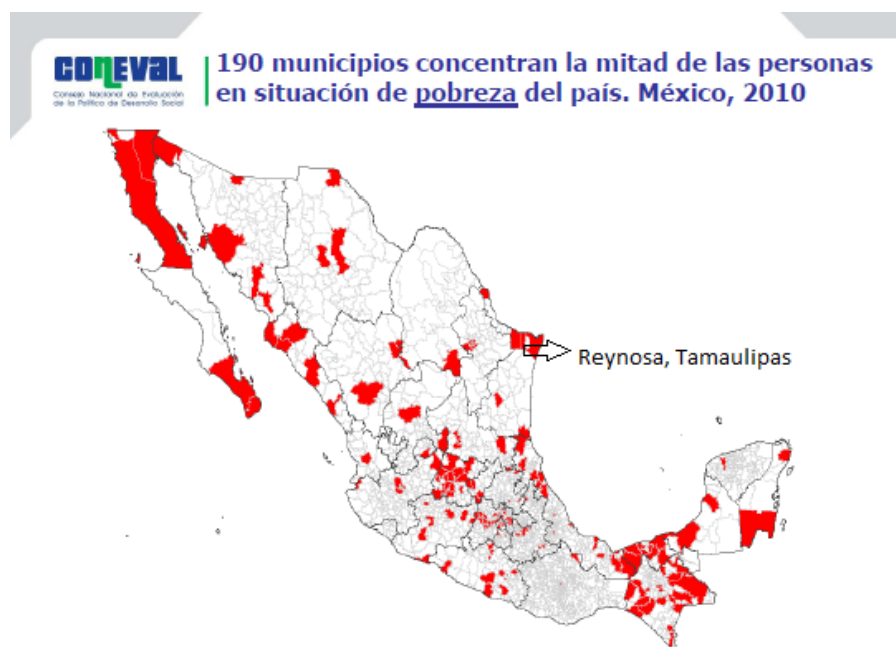 CONEVAL
Consejo Nacional de Evaluación
de la Política de Desarrollo Social
190 municipios concentran la mitad de las personas
en situación de pobreza del país. México, 2010
Reynosa, Tamaulipas